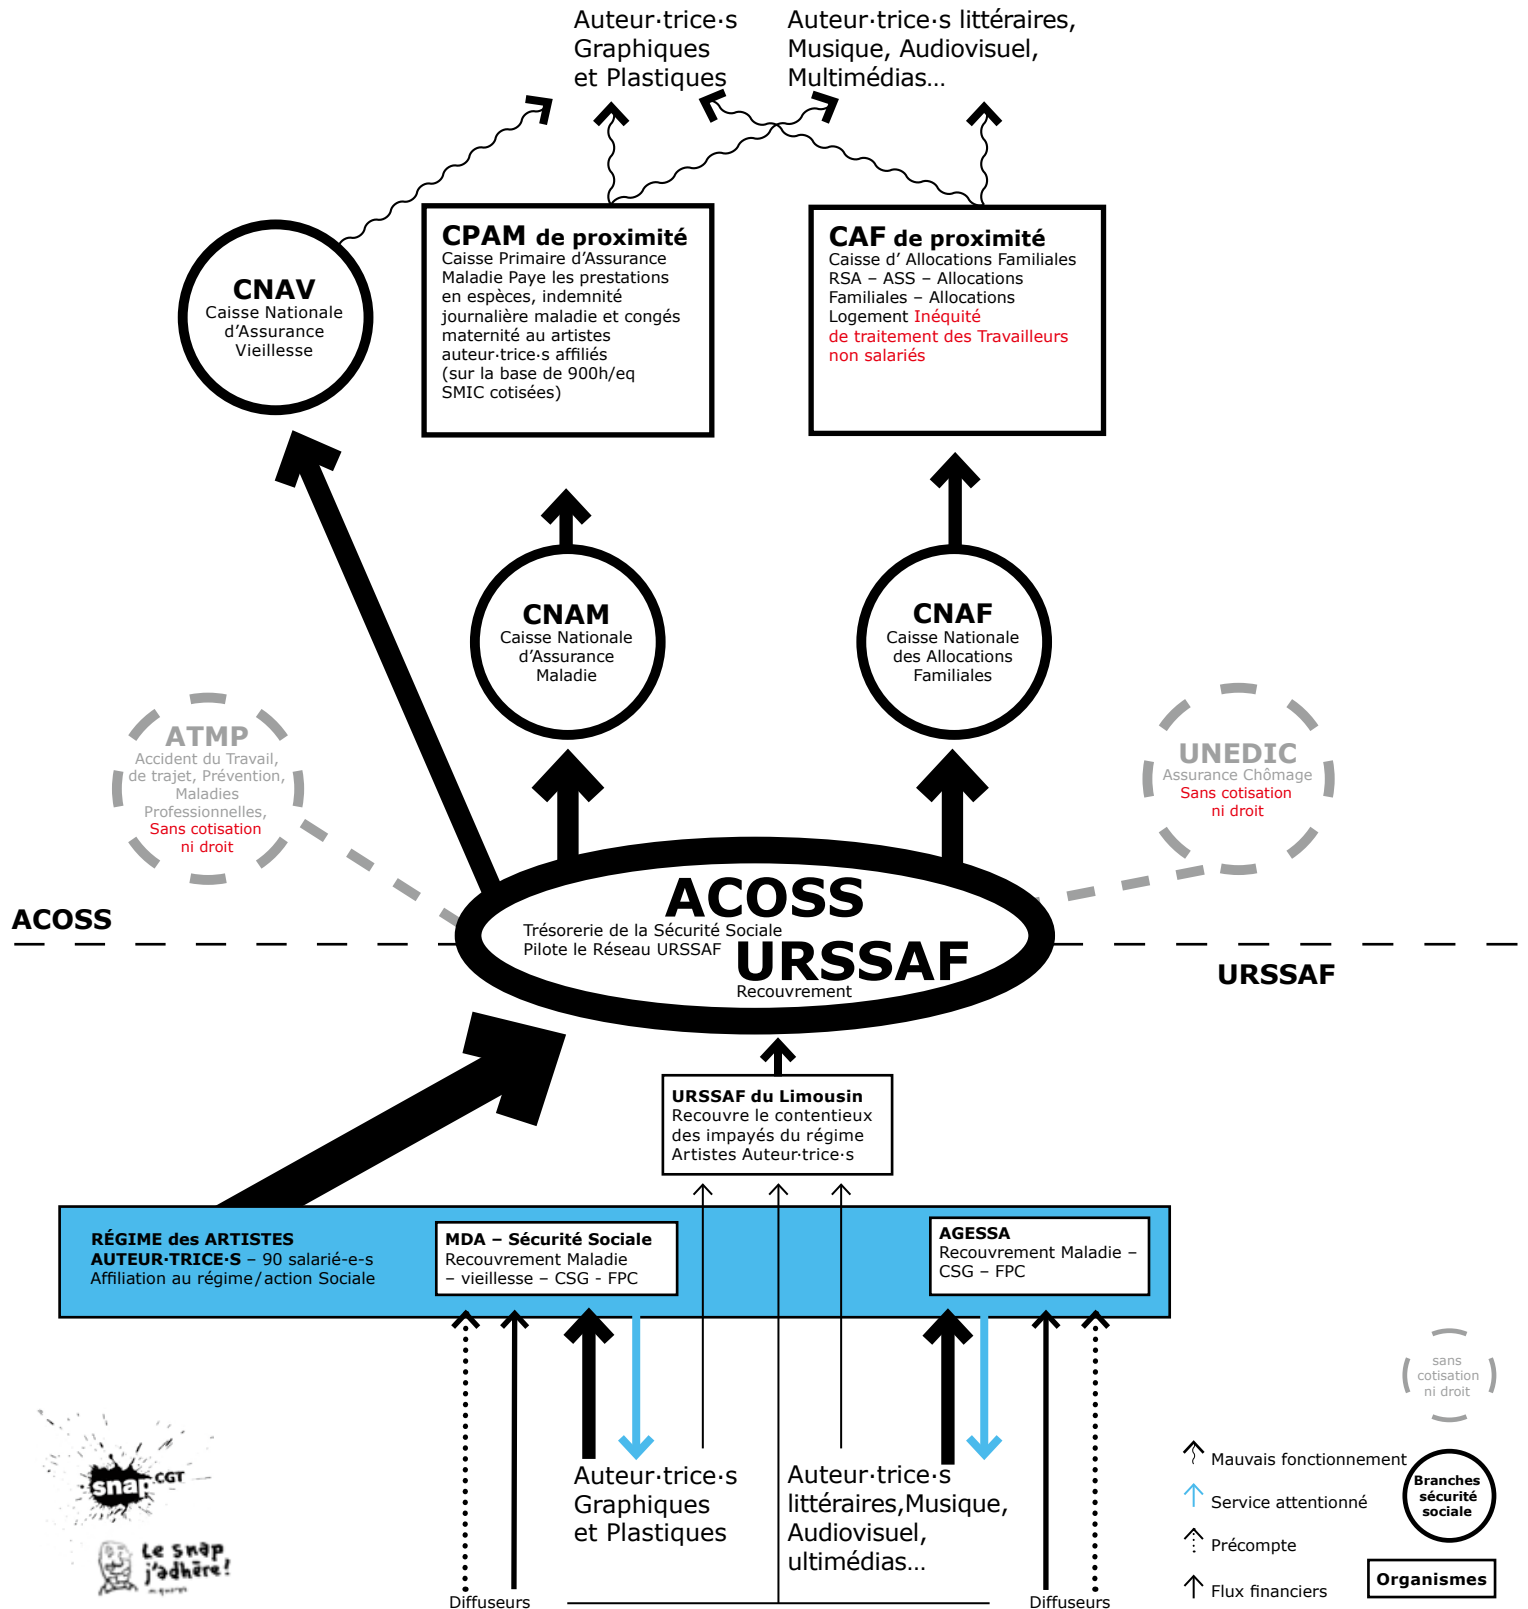 Auteur·trice·s
Graphiques
et Plastiques
Auteur·trice·s littéraires,
Musique, Audiovisuel,
Multimédias...
CNAV
Caisse Nationale
d'Assurance
Vieillesse
CPAM de proximité
Caisse Primaire d'Assurance
Maladie Paye les prestations
en espèces, indemnité
journalière maladie et congés
maternité au artistes
auteur·trice·s affiliés
(sur la base de 900h/eq
SMIC cotisées)
CAF de proximité
Caisse d' Allocations Familiales
RSA – ASS – Allocations
Familiales – Allocations
Logement Inéquité
de traitement des Travailleurs
non salariés
CNAM
Caisse Nationale
d'Assurance
Maladie
CNAF
Caisse Nationale
des Allocations
Familiales
ATMP
Accident du Travail,
de trajet, Prévention,
Maladies
Professionnelles,
Sans cotisation
ni droit
UNEDIC
Assurance Chômage
Sans cotisation
ni droit
ACOSS
ACOSS
Trésorerie de la Sécurité Sociale
Pilote le Réseau URSSAF
URSSAF
Recouvrement
URSSAF
URSSAF du Limousin
Recouvre le contentieux
des impayés du régime
Artistes Auteur·trice·s
RÉGIME des ARTISTES
AUTEUR·TRICE·S – 90 salarié-e-s
Affiliation au régime/action Sociale
MDA – Sécurité Sociale
Recouvrement Maladie
– vieillesse – CSG - FPC
AGESSA
Recouvrement Maladie –
CSG – FPC
Auteur·trice·s
Graphiques
et Plastiques
Auteur·trice·s
littéraires,Musique,
Audiovisuel,
ultimédias...
Diffuseurs
Diffuseurs
snap CGT
Le snap
j'adhère!
sans
cotisation
ni droit
Mauvais fonctionnement
Service attentionné
Précompte
Flux financiers
Branches
sécurité
sociale
Organismes